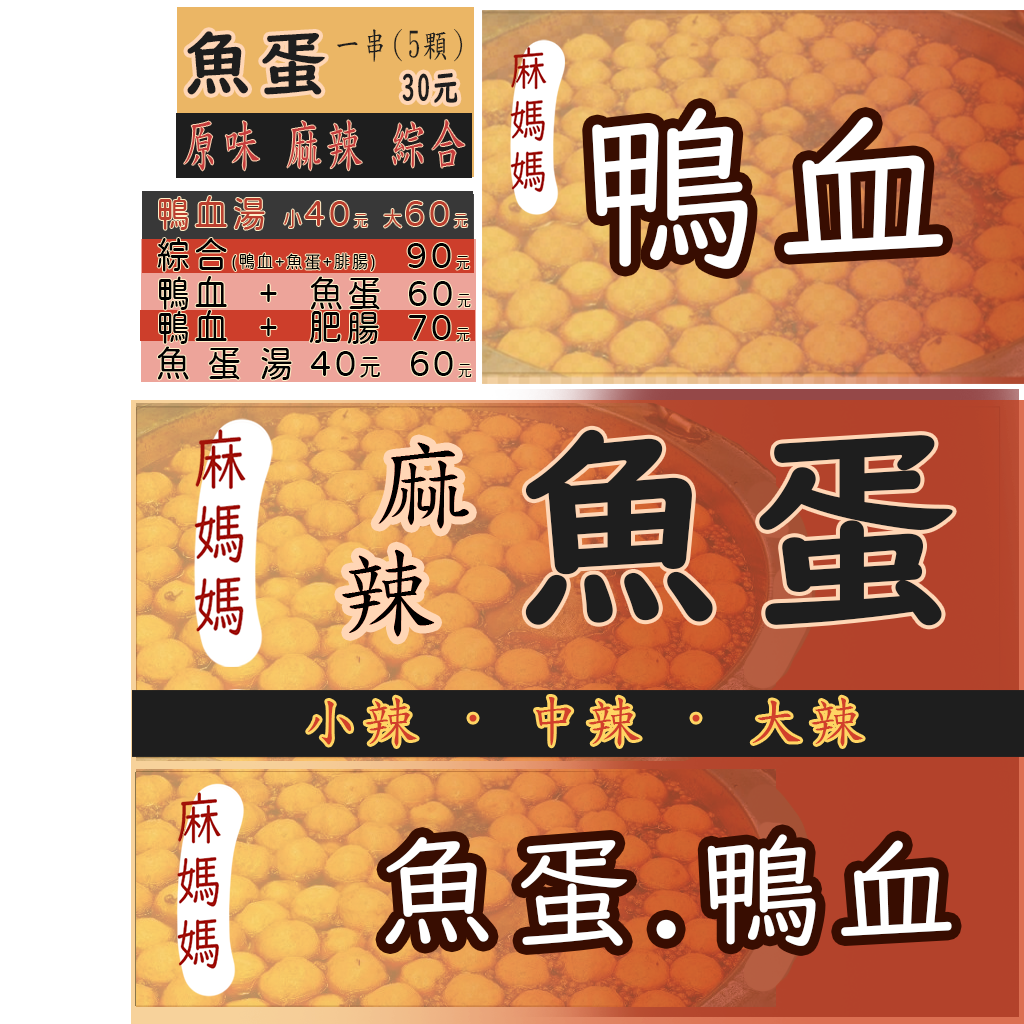 魚蛋 一串(5顆)
30元
原味 麻辣 綜合
鴨血湯 小40元 大60元
綜合(鴨血+魚蛋+腓腸) 90元
鴨血 + 魚蛋 60元
鴨血 + 肥腸 70元
魚蛋湯 40元 60元
麻媽媽
鴨血
麻媽媽
麻辣
魚蛋
小辣 · 中辣 · 大辣
麻媽媽
魚蛋.鴨血